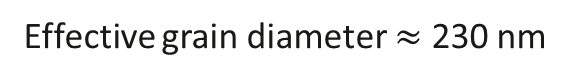 Effective grain diameter ≈ 230 nm